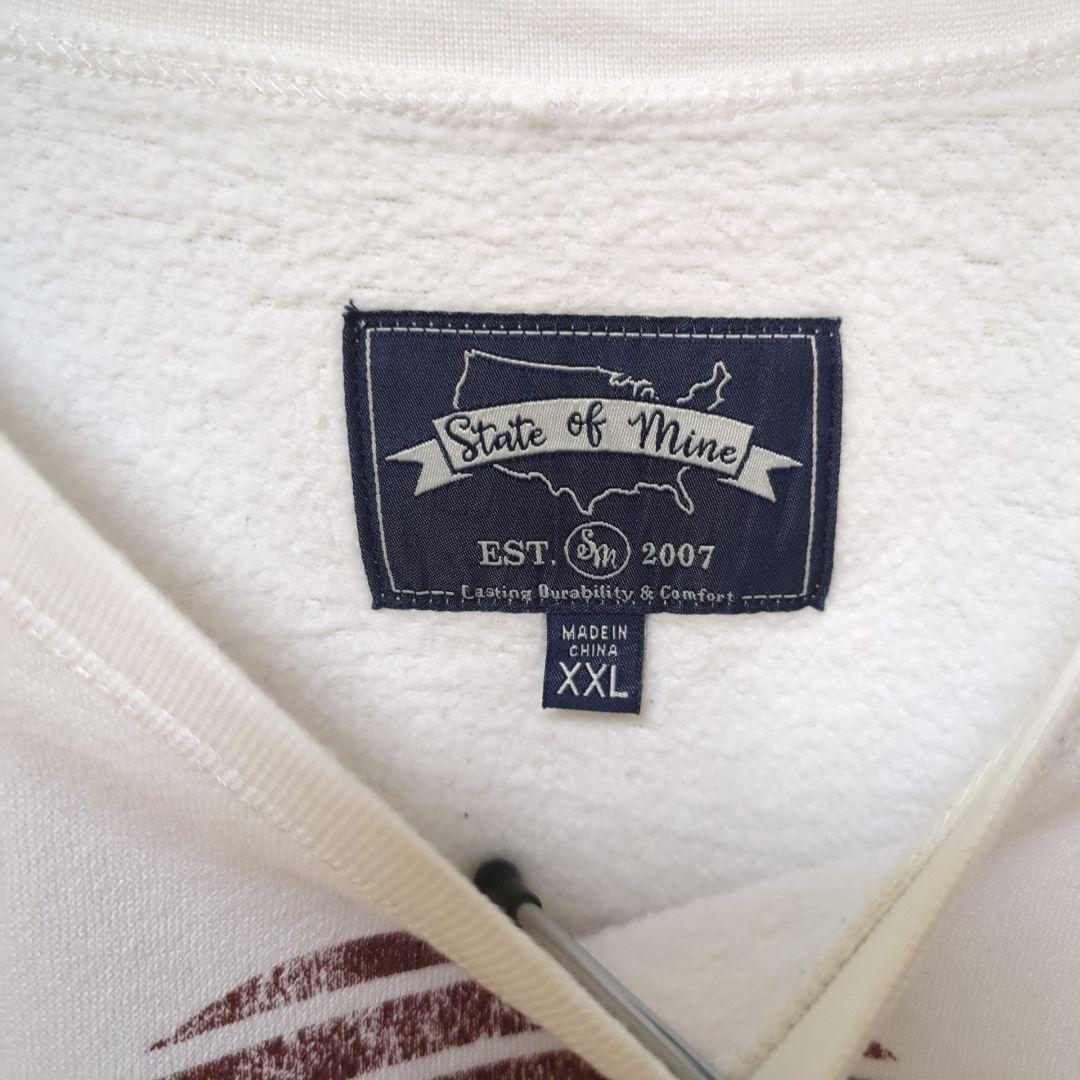 State of Mine
EST. SM 2007
Lasting Durability & Comfort
MADE IN
CHINA
XXL